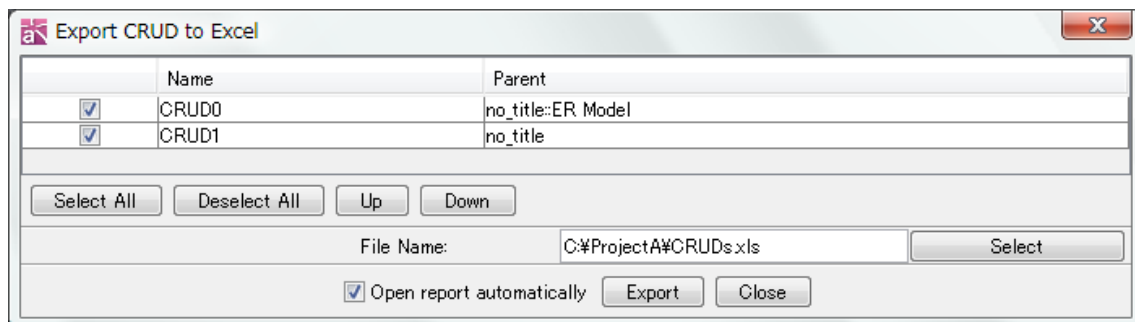 Export CRUD to Excel
Name Parent
CRUD0 no_title::ER Model
CRUD1 no_title
Select All Deselect All Up Down
File Name: C:¥ProjectA¥CRUDs.xls Select
Open report automatically Export Close